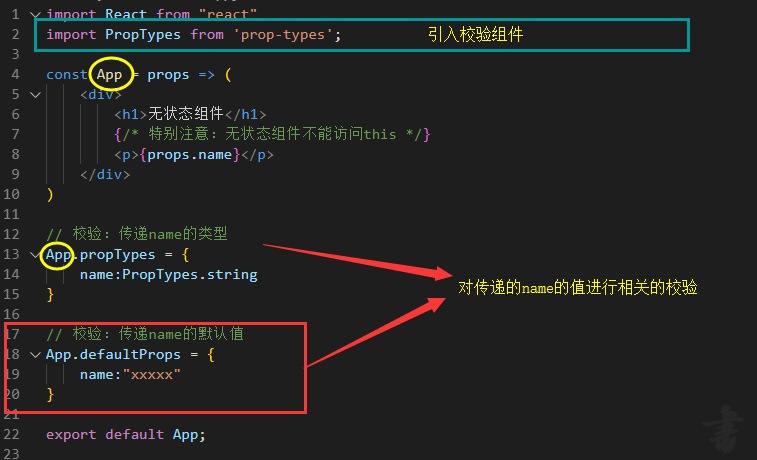 1 import React from "react"
2 import PropTypes from 'prop-types'; 引入校验组件
3
4 const App = props => (
5 <div>
6 <h1>无状态组件</h1>
7 {/* 特别注意：无状态组件不能访问this */}
8 <p>{props.name}</p>
9 </div>
10 )
11
12 // 校验：传递name的类型
13 App.propTypes = {
14 name:PropTypes.string
15 }
对传递的name的值进行相关的校验
16
17 // 校验：传递name的默认值
18 App.defaultProps = {
19 name:"xxxxx"
20 }
21
22 export default App;
23
書